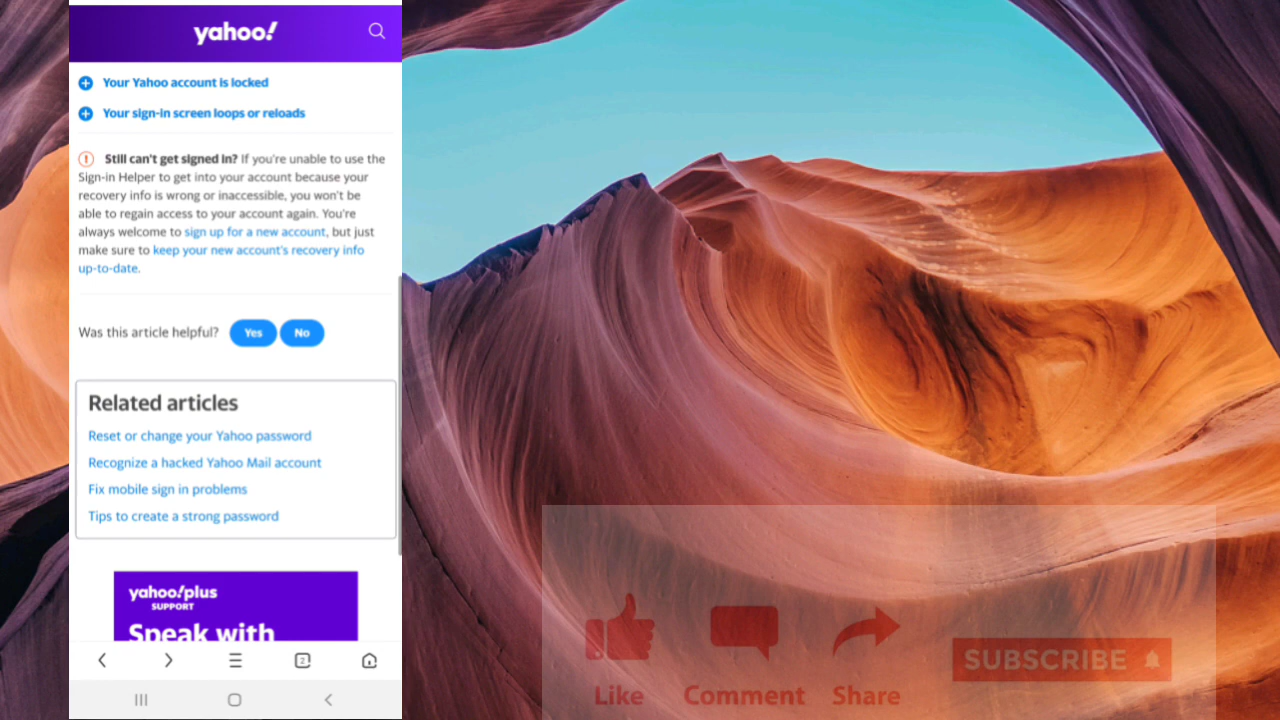 yahoo!
Your Yahoo account is locked
Your sign-in screen loops or reloads
Still can't get signed in? If you're unable to use the
Sign-in Helper to get into your account because your
recovery info is wrong or inaccessible, you won't be
able to regain access to your account again. You're
always welcome to sign up for a new account, but just
make sure to keep your new account's recovery info
up-to-date.
Was this article helpful? Yes No
Related articles
Reset or change your Yahoo password
Recognize a hacked Yahoo Mail account
Fix mobile sign in problems
Tips to create a strong password
yahoo!plus
SUPPORT
Speak with
2
Like Comment Share SUBSCRIBE